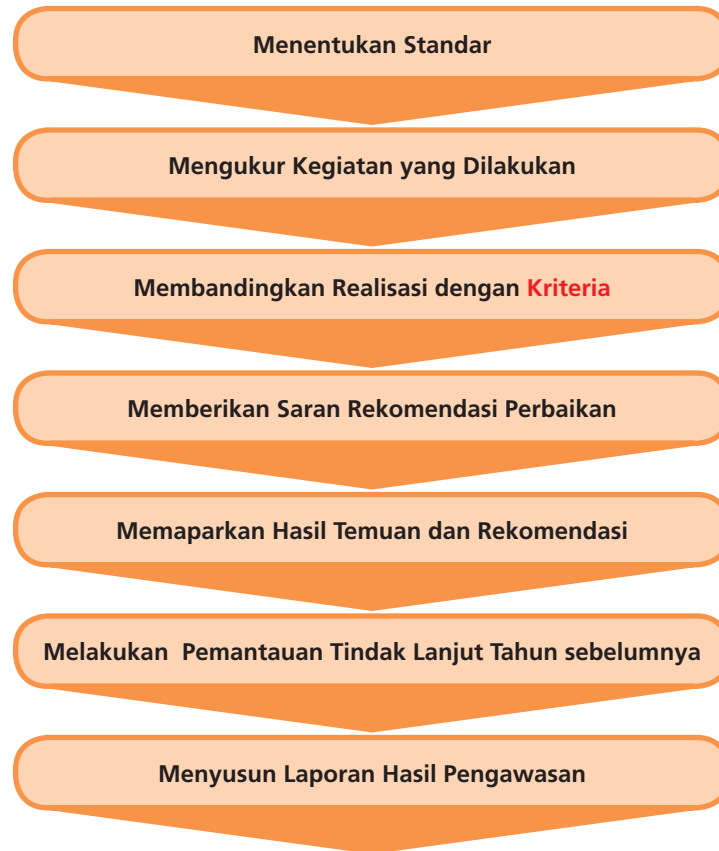 Menentukan Standar
Mengukur Kegiatan yang Dilakukan
Membandingkan Realisasi dengan Kriteria
Memberikan Saran Rekomendasi Perbaikan
Memaparkan Hasil Temuan dan Rekomendasi
Melakukan Pemantauan Tindak Lanjut Tahun sebelumnya
Menyusun Laporan Hasil Pengawasan